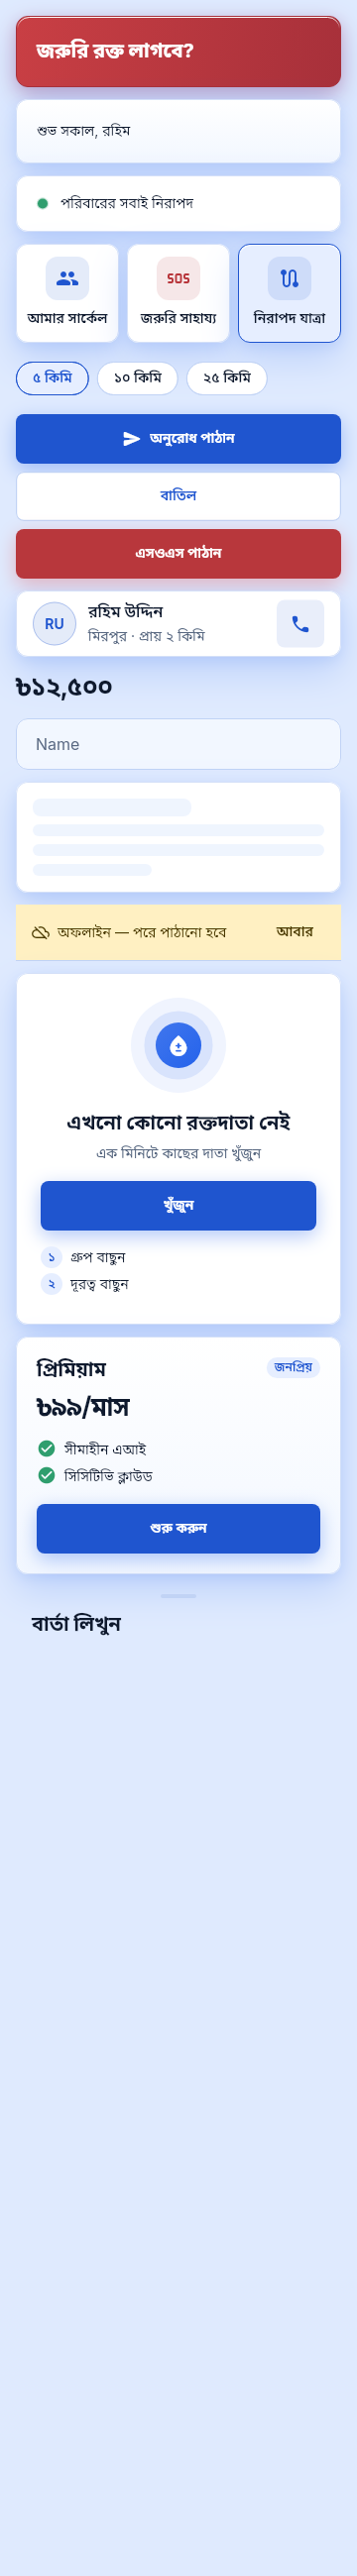 জরুরি রক্ত লাগবে?
শুভ সকাল, রহিম
পরিবারের সবাই নিরাপদ
আমার সার্কেল
SOS
জরুরি সাহায্য
নিরাপদ যাত্রা
৫ কিমি
১০ কিমি
২৫ কিমি
অনুরোধ পাঠান
বাতিল
এসওএস পাঠান
RU
রহিম উদ্দিন
মিরপুর · প্রায় ২ কিমি
৳১২,৫০০
Name
অফলাইন — পরে পাঠানো হবে
আবার
এখনো কোনো রক্তদাতা নেই
এক মিনিটে কাছের দাতা খুঁজুন
খুঁজুন
১ গ্রুপ বাছুন
২ দূরত্ব বাছুন
প্রিমিয়াম
জনপ্রিয়
৳৯৯/মাস
সীমাহীন এআই
সিসিটিভি ক্লাউড
শুরু করুন
বার্তা লিখুন